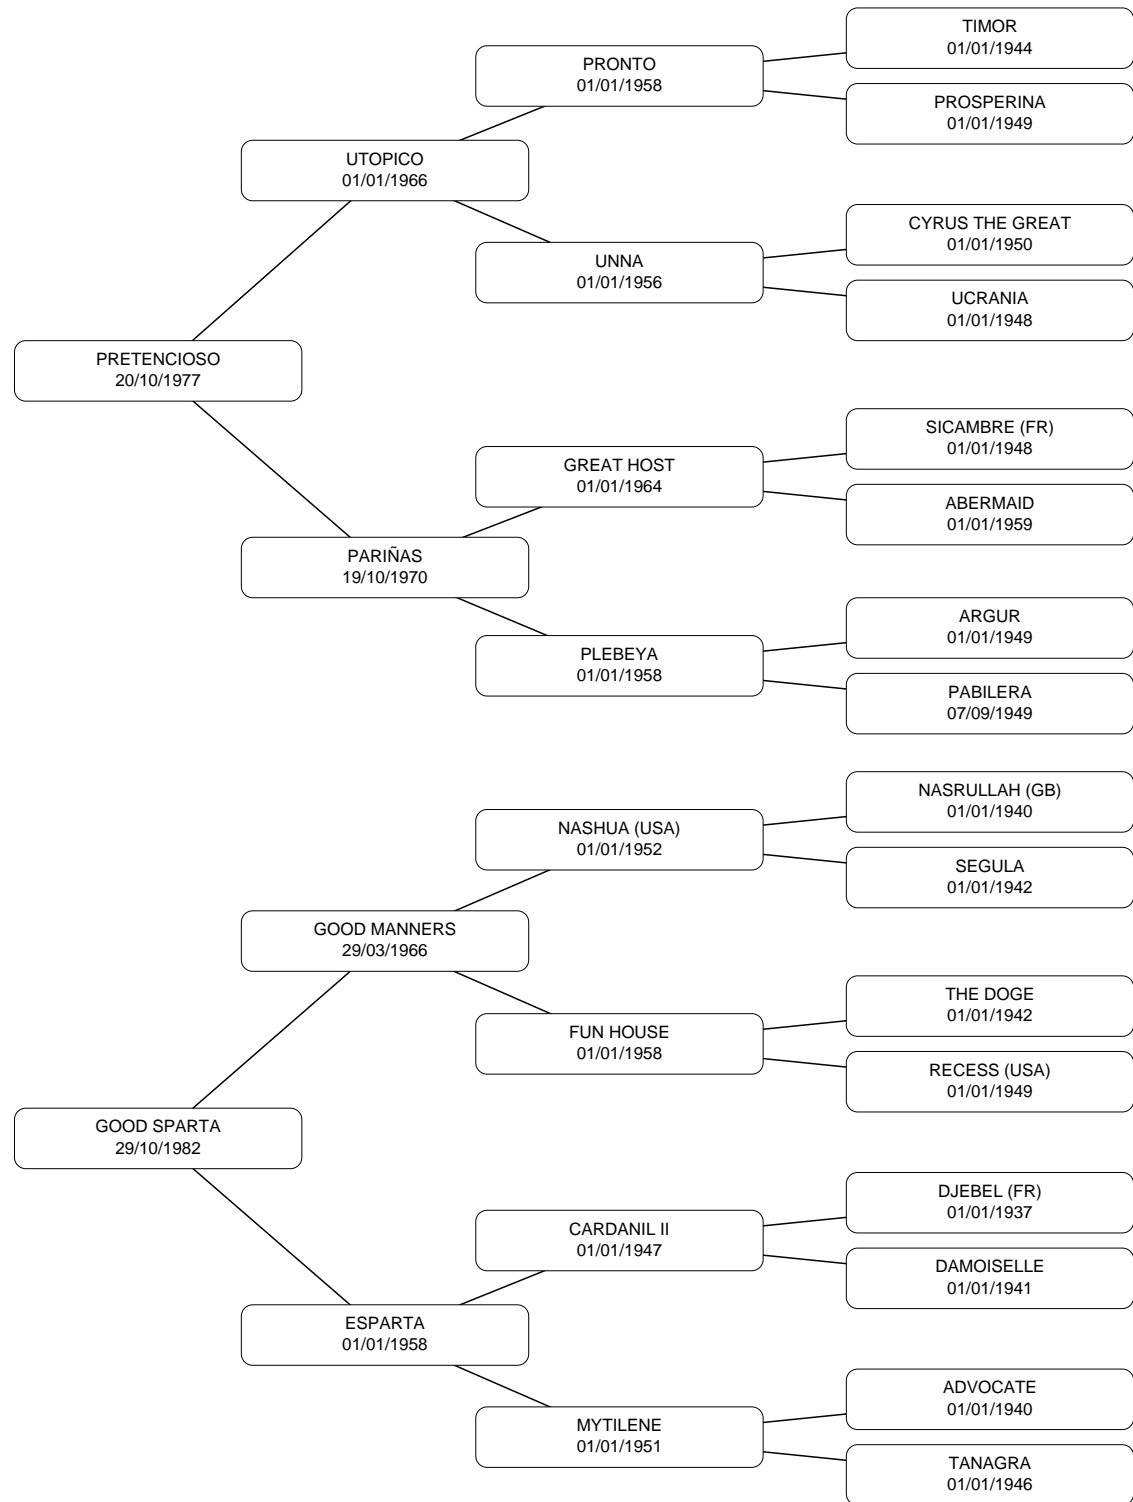 TIMOR
01/01/1944
PRONTO
01/01/1958
PROSPERINA
01/01/1949
UTOPICO
01/01/1966
CYRUS THE GREAT
01/01/1950
UNNA
01/01/1956
UCRANIA
01/01/1948
PRETENCIOSO
20/10/1977
SICAMBRE (FR)
01/01/1948
GREAT HOST
01/01/1964
ABERMAID
01/01/1959
PARIÑAS
19/10/1970
ARGUR
01/01/1949
PLEBEYA
01/01/1958
PABILERA
07/09/1949
NASRULLAH (GB)
01/01/1940
NASHUA (USA)
01/01/1952
SEGULA
01/01/1942
GOOD MANNERS
29/03/1966
THE DOGE
01/01/1942
FUN HOUSE
01/01/1958
RECESS (USA)
01/01/1949
GOOD SPARTA
29/10/1982
DJEBEL (FR)
01/01/1937
CARDANIL II
01/01/1947
DAMOISELLE
01/01/1941
ESPARTA
01/01/1958
ADVOCATE
01/01/1940
MYTILENE
01/01/1951
TANAGRA
01/01/1946